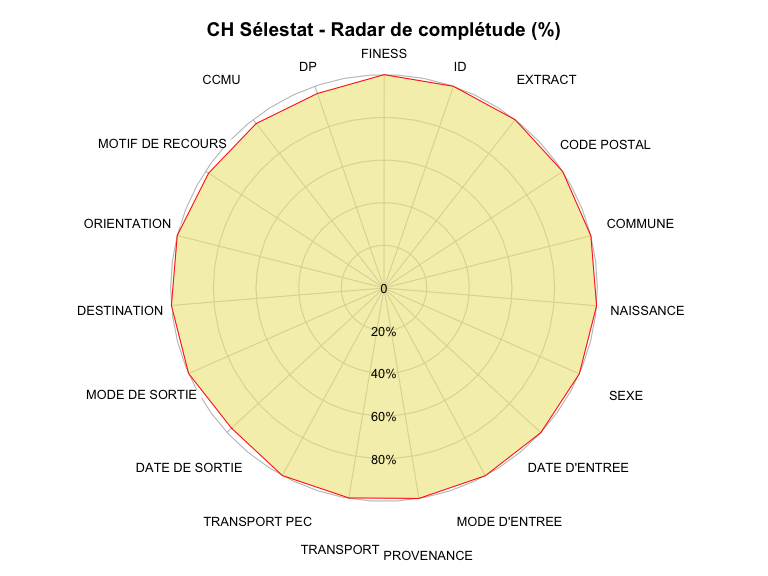 CH Sélestat - Radar de complétude (%)
FINESS
ID
EXTRACT
CODE POSTAL
COMMUNE
NAISSANCE
SEXE
DATE D'ENTREE
MODE D'ENTREE
PROVENANCE
TRANSPORT
TRANSPORT PEC
DATE DE SORTIE
MODE DE SORTIE
DESTINATION
ORIENTATION
MOTIF DE RECOURS
CCMU
DP
0
20%
40%
60%
80%